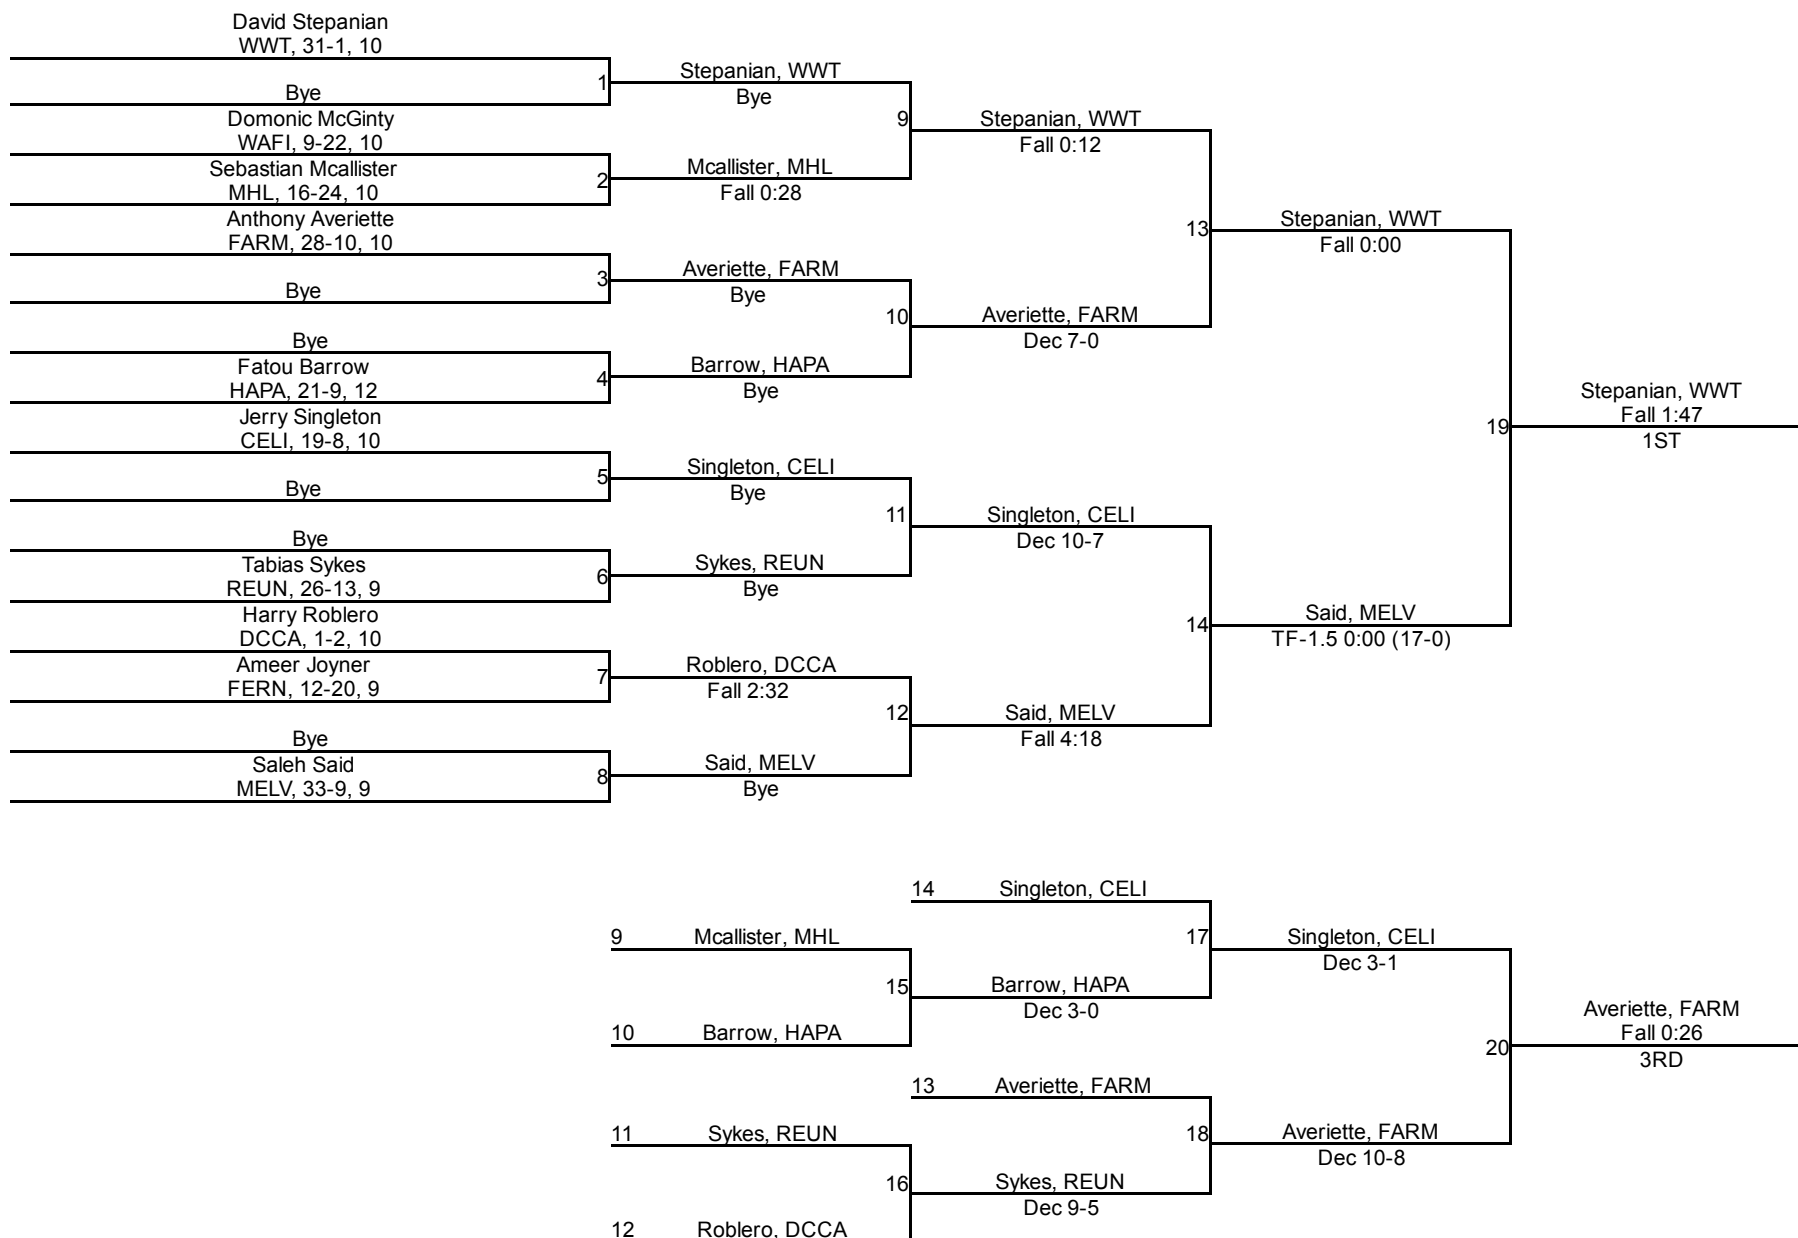 David Stepanian
WWT, 31-1, 10
Bye
1
Domonic McGinty
WAFI, 9-22, 10
Sebastian Mcallister
MHL, 16-24, 10
2
Anthony Averiette
FARM, 28-10, 10
Bye
3
Bye
Fatou Barrow
HAPA, 21-9, 12
4
Jerry Singleton
CELI, 19-8, 10
Bye
5
Bye
Tabias Sykes
REUN, 26-13, 9
6
Harry Roblero
DCCA, 1-2, 10
Ameer Joyner
FERN, 12-20, 9
7
Bye
Saleh Said
MELV, 33-9, 9
8
Stepanian, WWT
Bye
9
Mcallister, MHL
Fall 0:28
Averiette, FARM
Bye
10
Barrow, HAPA
Bye
Singleton, CELI
Bye
11
Sykes, REUN
Bye
Roblero, DCCA
Fall 2:32
12
Said, MELV
Bye
Stepanian, WWT
Fall 0:12
13
Averiette, FARM
Dec 7-0
Singleton, CELI
Dec 10-7
14
Said, MELV
Fall 4:18
Stepanian, WWT
Fall 0:00
19
Said, MELV
TF-1.5 0:00 (17-0)
Stepanian, WWT
Fall 1:47
1ST
9
Mcallister, MHL
15
10
Barrow, HAPA
11
Sykes, REUN
16
12
Roblero, DCCA
14
Singleton, CELI
17
Barrow, HAPA
Dec 3-0
13
Averiette, FARM
18
Sykes, REUN
Dec 9-5
Singleton, CELI
Dec 3-1
20
Averiette, FARM
Dec 10-8
Averiette, FARM
Fall 0:26
3RD